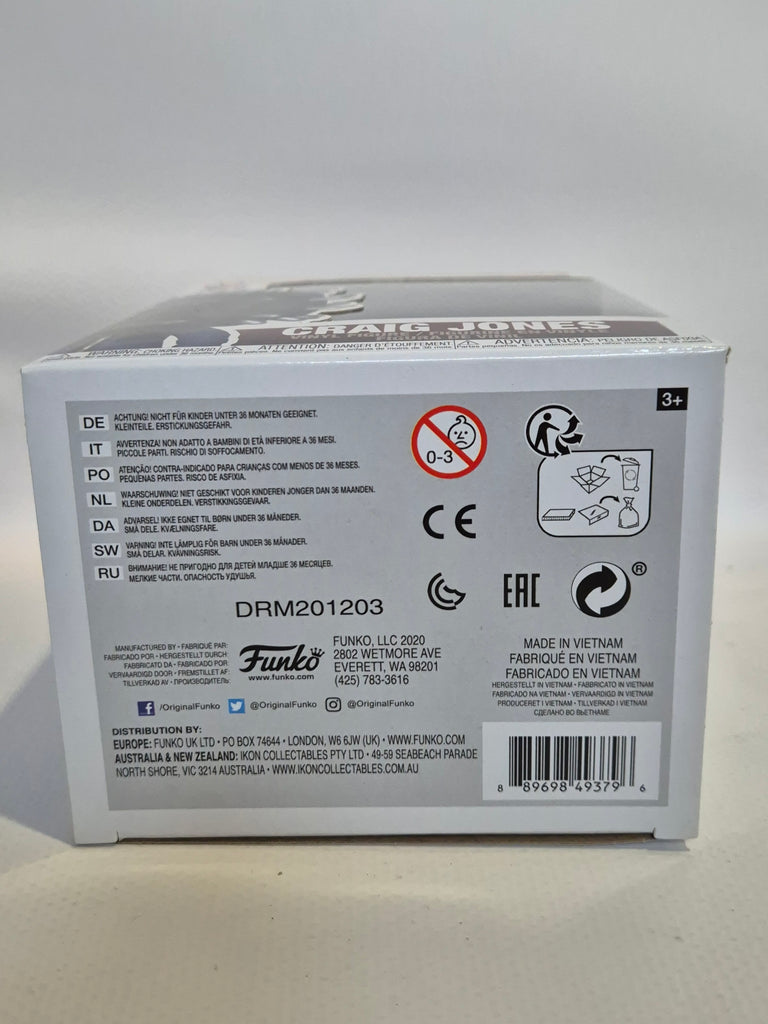 CRAIG JONES
WARNING: CHOKING HAZARD
ATTENTION: DANGER D'ÉTOUFFEMENT
ADVERTENCIA: PELIGRO DE ASFIXIA
3+
DE ACHTUNG! NICHT FÜR KINDER UNTER 36 MONATEN GEEIGNET.
KLEINTEILE. ERSTICKUNGSGEFAHR.
IT AVVERTENZA! NON ADATTO A BAMBINI DI ETÀ INFERIORE A 36 MESI.
PICCOLE PARTI. RISCHIO DI SOFFOCAMENTO.
PO ATENÇÃO! CONTRA-INDICADO PARA CRIANÇAS COM MENOS DE 36 MESES.
PEQUENAS PARTES. RISCO DE ASFIXIA.
NL WAARSCHUWING! NIET GESCHIKT VOOR KINDEREN JONGER DAN 36 MAANDEN.
KLEINE ONDERDELEN. VERSTIKKINGSGEVAAR.
DA ADVARSEL! IKKE EGNET TIL BØRN UNDER 36 MÅNEDER.
SMÅ DELE. KVÆLNINGSFARE.
SW VARNING! INTE LÄMPLIG FÖR BARN UNDER 36 MÅNADER.
SMÅ DELAR. KVÄVNINGSRISK.
RU ВНИМАНИЕ! НЕ ПРИГОДНО ДЛЯ ДЕТЕЙ МЛАДШЕ 36 МЕСЯЦЕВ.
МЕЛКИЕ ЧАСТИ. ОПАСНОСТЬ УДУШЬЯ.
0-3
CE
EAC
®
DRM201203
MANUFACTURED BY • FABRIQUÉ PAR:
FABRICADO POR • HERGESTELLT DURCH:
FABBRICATO DA • FABRICADO POR:
VERVAARDIGD DOOR • FREMSTILLET AF:
TILLVERKAD AV • ПРОИЗВОДИТЕЛЬ:
Funko
www.funko.com
FUNKO, LLC 2020
2802 WETMORE AVE
EVERETT, WA 98201
(425) 783-3616
MADE IN VIETNAM
FABRIQUÉ EN VIETNAM
FABRICADO EN VIETNAM
HERGESTELLT IN VIETNAM • FABBRICATO IN VIETNAM
FABRICADO NA VIETNAM • VERVAARDIGD IN VIETNAM
PRODUCERET I VIETNAM • TILLVERKAD I VIETNAM
СДЕЛАНО ВО ВЬЕТНАМЕ
/OriginalFunko @OriginalFunko @OriginalFunko
DISTRIBUTION BY:
EUROPE: FUNKO UK LTD • PO BOX 74644 • LONDON, W6 6JW (UK) • WWW.FUNKO.COM
AUSTRALIA & NEW ZEALAND: IKON COLLECTABLES PTY LTD • 49-59 SEABEACH PARADE
NORTH SHORE, VIC 3214 AUSTRALIA • WWW.IKONCOLLECTABLES.COM.AU
8 89698 49379 6